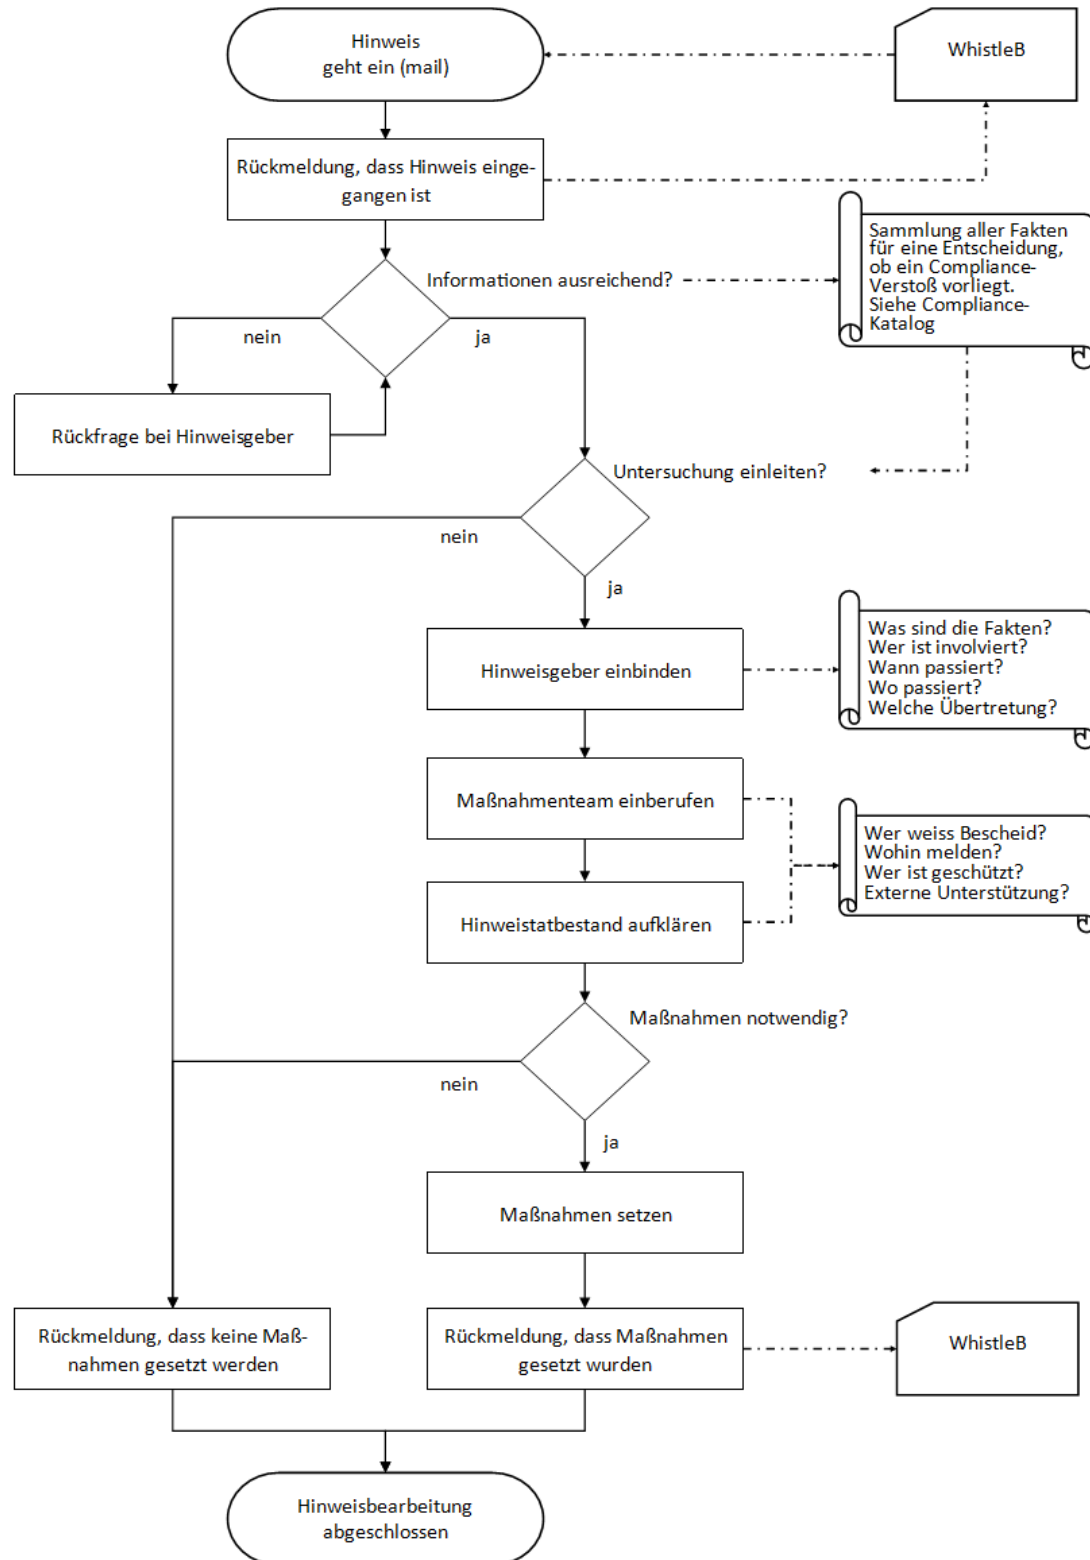 Hinweis
geht ein (mail)
WhistleB
Rückmeldung, dass Hinweis einge-
gangen ist
Sammlung aller Fakten
für eine Entscheidung,
ob ein Compliance-
Verstoß vorliegt.
Siehe Compliance-
Katalog
Informationen ausreichend?
nein
ja
Rückfrage bei Hinweisgeber
Untersuchung einleiten?
nein
ja
Hinweisgeber einbinden
Was sind die Fakten?
Wer ist involviert?
Wann passiert?
Wo passiert?
Welche Übertretung?
Maßnahmenteam einberufen
Wer weiss Bescheid?
Wohin melden?
Wer ist geschützt?
Externe Unterstützung?
Hinweistatbestand aufklären
Maßnahmen notwendig?
nein
ja
Maßnahmen setzen
Rückmeldung, dass keine Maß-
nahmen gesetzt werden
Rückmeldung, dass Maßnahmen
gesetzt wurden
WhistleB
Hinweisbearbeitung
abgeschlossen